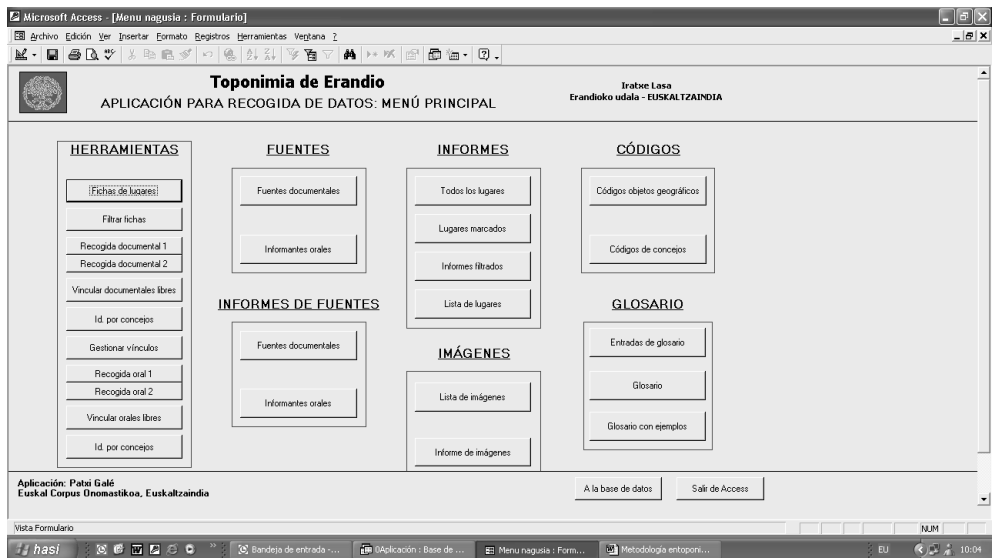 Microsoft Access - [Menu nagusia : Formulario]
Archivo Edición Ver Insertar Formato Registros Herramientas Ventana ?
Toponimia de Erandio
APLICACIÓN PARA RECOGIDA DE DATOS: MENÚ PRINCIPAL
Iratxe Lasa
Erandioko udala - EUSKALTZAINDIA
HERRAMIENTAS
Fichas de lugares
Filtrar fichas
Recogida documental 1
Recogida documental 2
Vincular documentales libres
Id. por concejos
Gestionar vínculos
Recogida oral 1
Recogida oral 2
Vincular orales libres
Id. por concejos
FUENTES
Fuentes documentales
Informantes orales
INFORMES DE FUENTES
Fuentes documentales
Informantes orales
INFORMES
Todos los lugares
Lugares marcados
Informes filtrados
Lista de lugares
IMÁGENES
Lista de imágenes
Informe de imágenes
CÓDIGOS
Códigos objetos geográficos
Códigos de concejos
GLOSARIO
Entradas de glosario
Glosario
Glosario con ejemplos
Aplicación: Patxi Galé
Euskal Corpus Onomastikoa, Euskaltzaindia
A la base de datos
Salir de Access
Vista Formulario
NUM
hasi
Bandeja de entrada -...
0Aplicación : Base de ...
Menu nagusia : Form...
Metodología entoponi...
EU
10:04